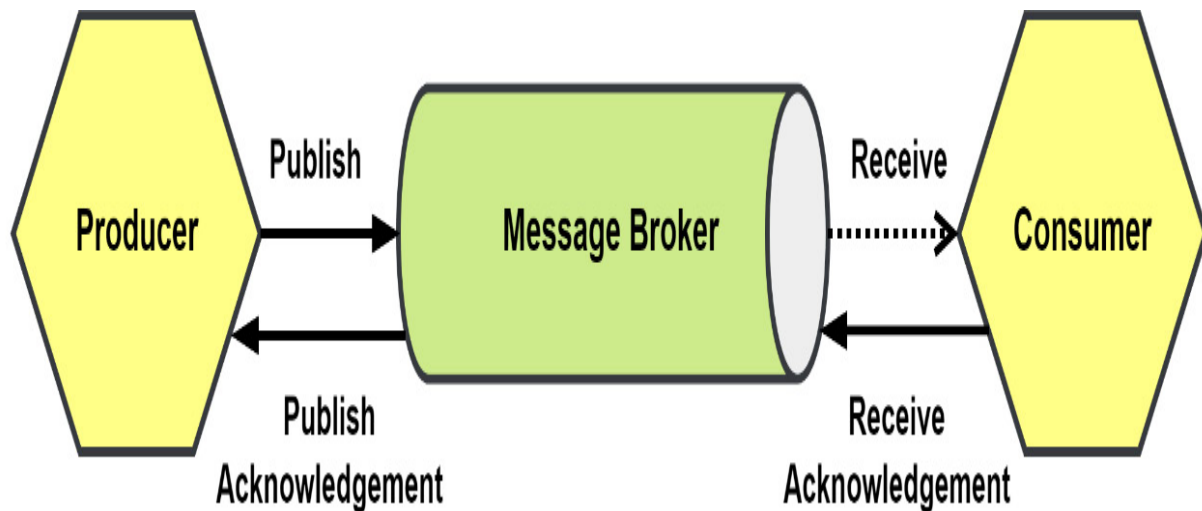 Publish
Receive
Producer
Message Broker
Consumer
Publish
Acknowledgement
Receive
Acknowledgement